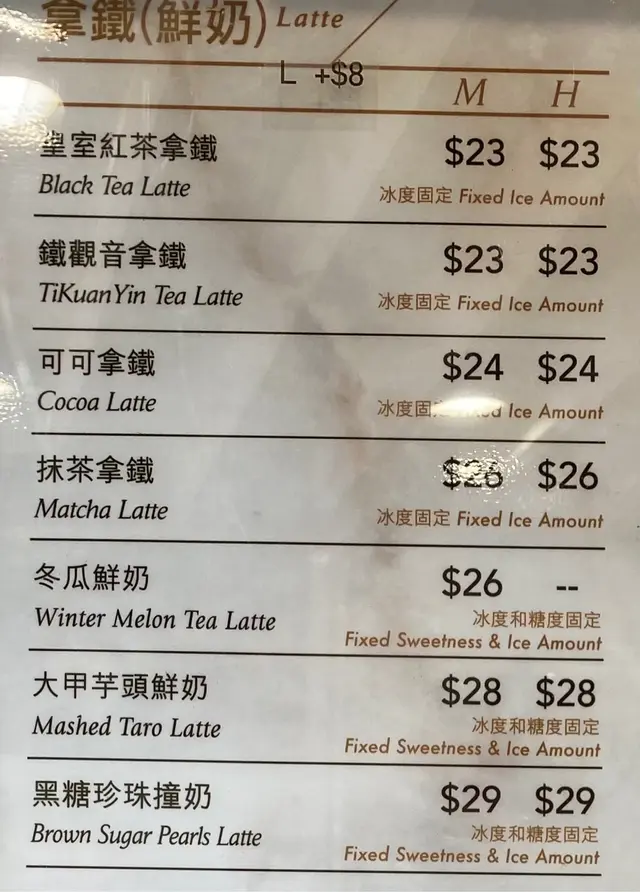 拿鐵(鮮奶) Latte
L +$8
M H
皇室紅茶拿鐵 $23 $23
Black Tea Latte 冰度固定 Fixed Ice Amount
鐵觀音拿鐵 $23 $23
TiKuanYin Tea Latte 冰度固定 Fixed Ice Amount
可可拿鐵 $24 $24
Cocoa Latte 冰度固定 Fixed Ice Amount
抹茶拿鐵 $26 $26
Matcha Latte 冰度固定 Fixed Ice Amount
冬瓜鮮奶 $26 --
Winter Melon Tea Latte 冰度和糖度固定
Fixed Sweetness & Ice Amount
大甲芋頭鮮奶 $28 $28
Mashed Taro Latte 冰度和糖度固定
Fixed Sweetness & Ice Amount
黑糖珍珠撞奶 $29 $29
Brown Sugar Pearls Latte 冰度和糖度固定
Fixed Sweetness & Ice Amount